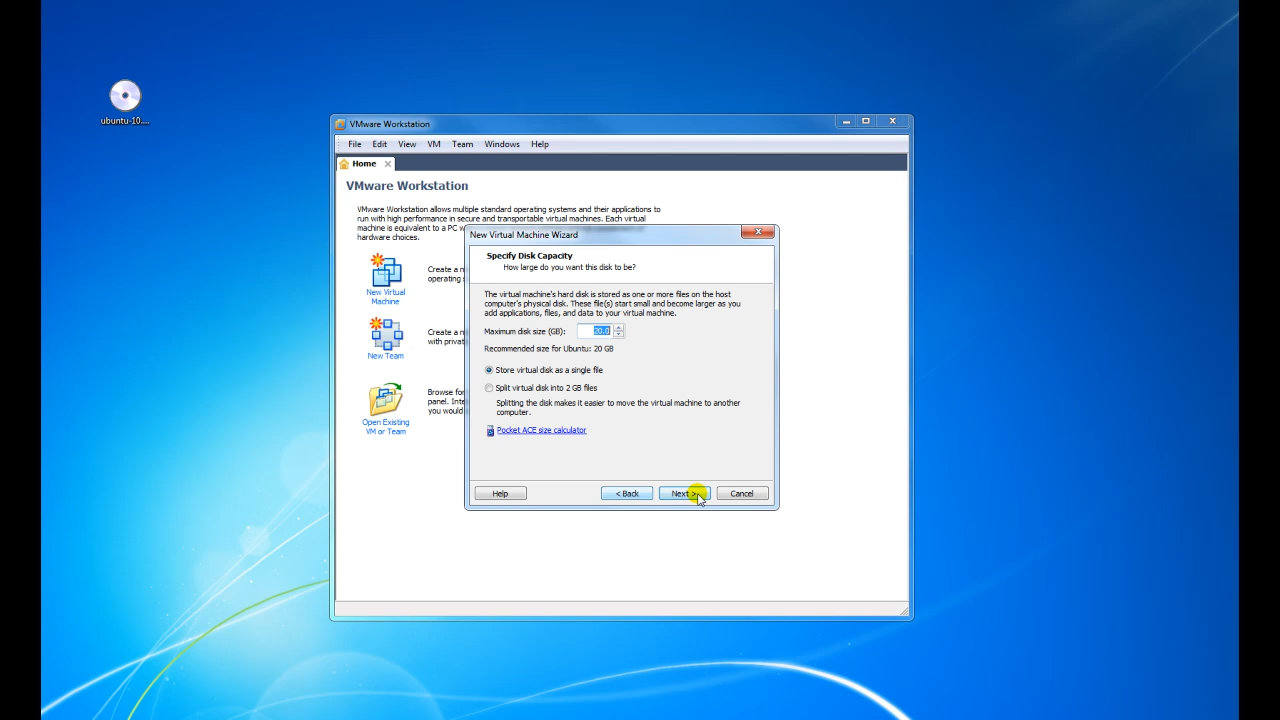 ubuntu-10....
VMware Workstation
File Edit View VM Team Windows Help
Home
VMware Workstation
VMware Workstation allows multiple standard operating systems and their applications to
run with high performance in secure and transportable virtual machines. Each virtual
machine is equivalent to a PC w
hardware choices.
New Virtual
Machine
Create a n
operating s
New Team
Create a n
with privat
Open Existing
VM or Team
Browse for
panel. Inte
you would
New Virtual Machine Wizard
Specify Disk Capacity
How large do you want this disk to be?
The virtual machine's hard disk is stored as one or more files on the host
computer's physical disk. These file(s) start small and become larger as you
add applications, files, and data to your virtual machine.
Maximum disk size (GB): 20.0
Recommended size for Ubuntu: 20 GB
Store virtual disk as a single file
Split virtual disk into 2 GB files
Splitting the disk makes it easier to move the virtual machine to another
computer.
Pocket ACE size calculator
Help < Back Next > Cancel